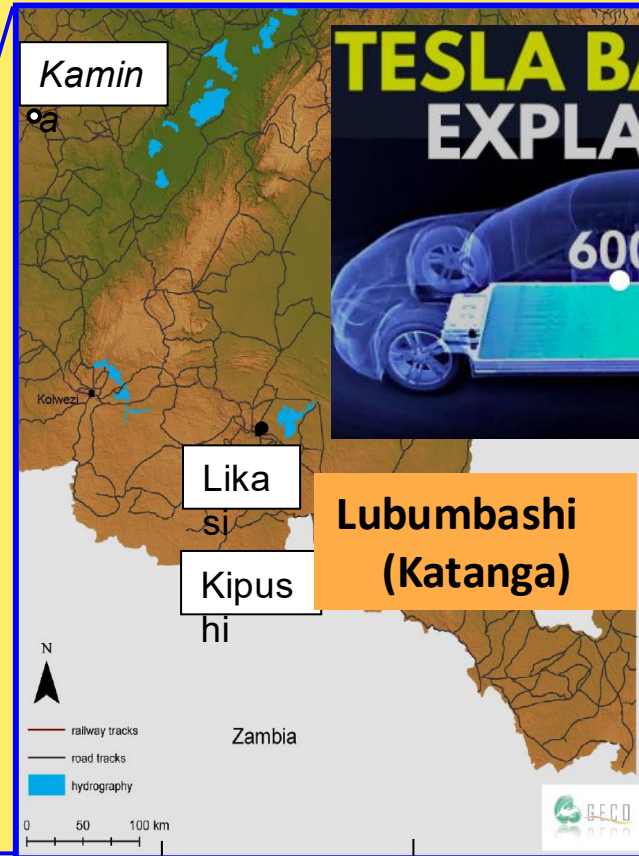 Kamin
a
TESLA BA
EXPLA
600
Kolwezi
Lika
si
Lubumbashi
(Katanga)
Kipus
hi
N
railway tracks
road tracks
hydrography
Zambia
0 50 100 km
GECO